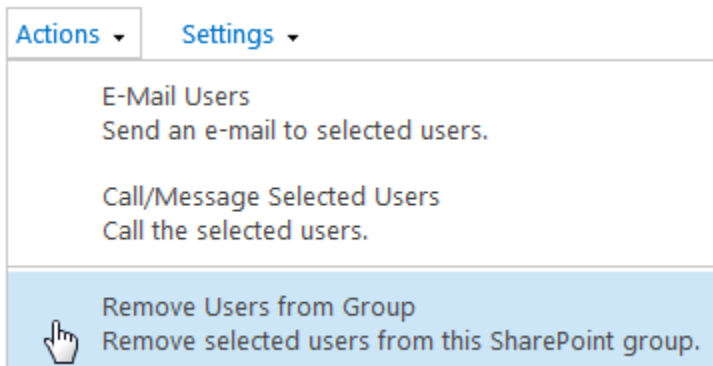 Actions Settings
E-Mail Users
Send an e-mail to selected users.
Call/Message Selected Users
Call the selected users.
Remove Users from Group
Remove selected users from this SharePoint group.